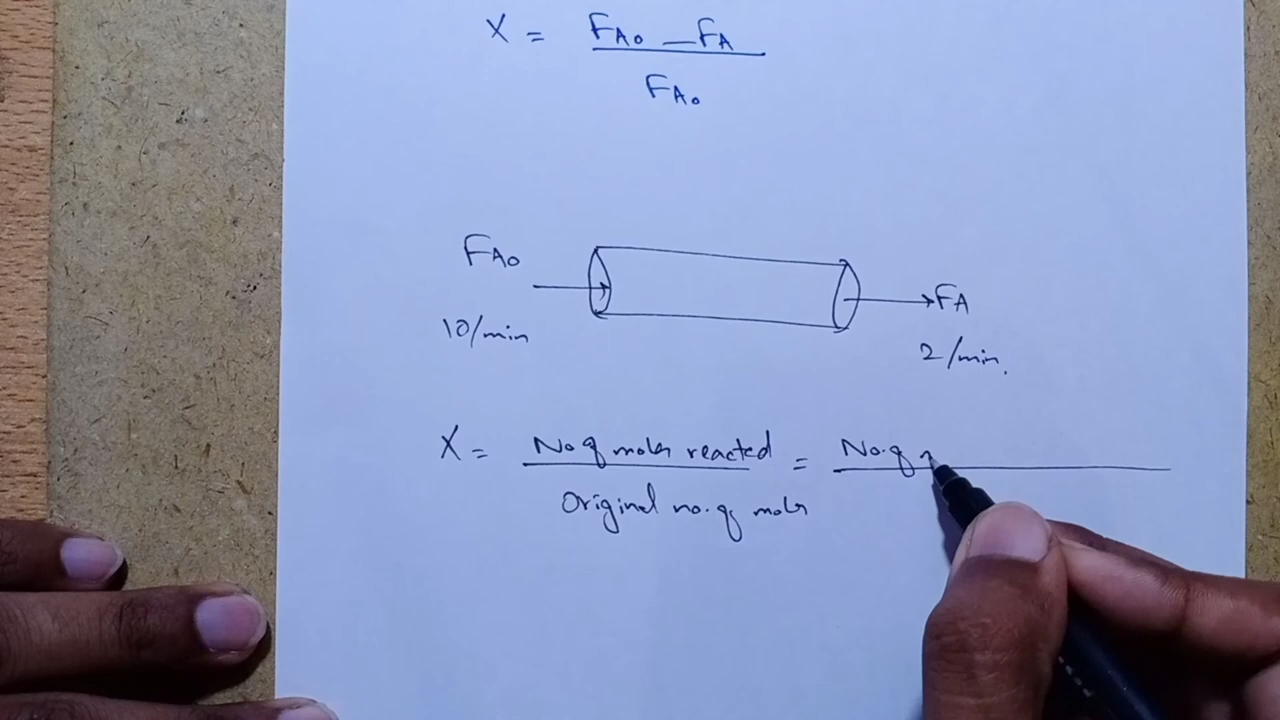 X = FA₀ – FA
FA₀
FA₀
10/min
FA
2/min.
X = No of moles reacted = No. of
Original no. of moles